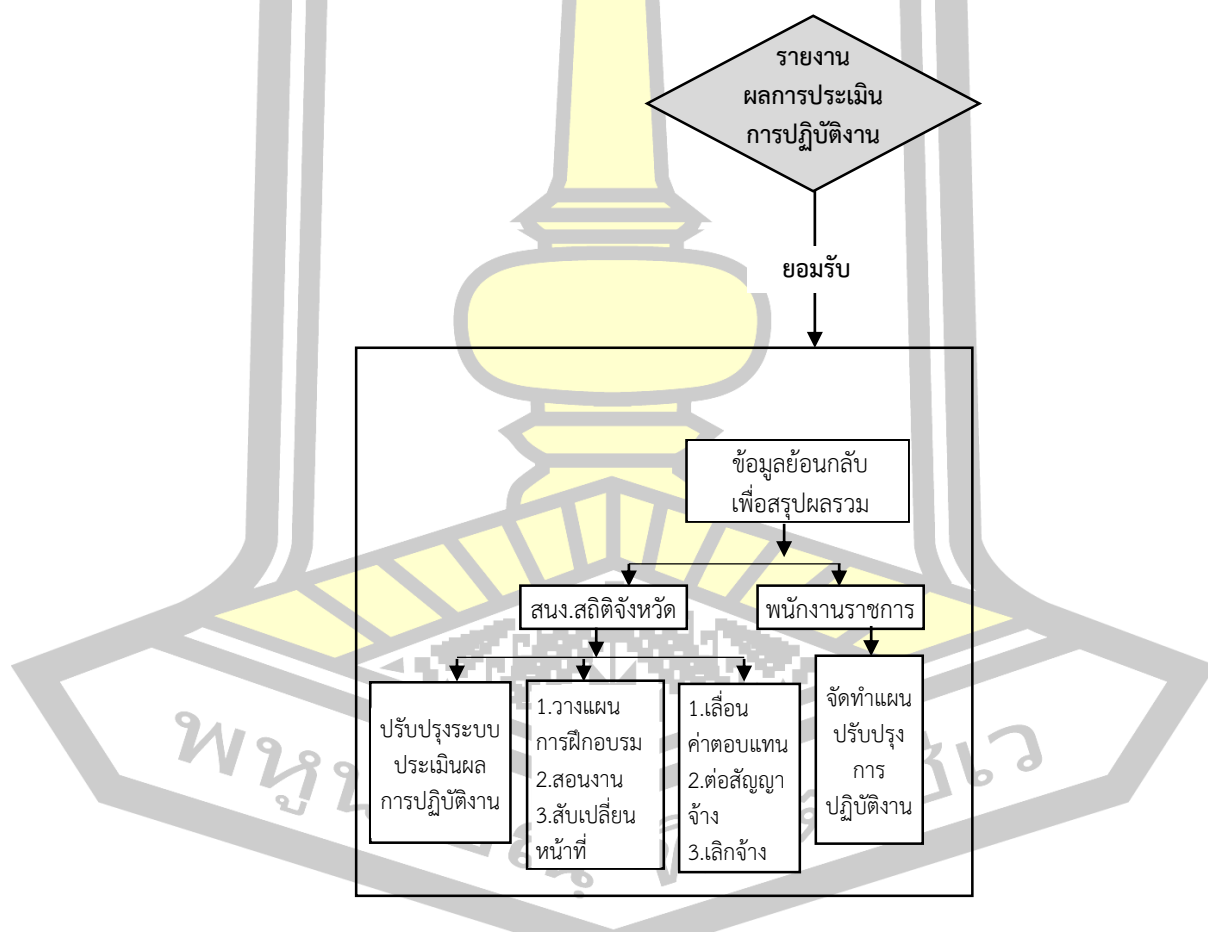 รายงาน
ผลการประเมิน
การปฏิบัติงาน
ยอมรับ
ข้อมูลย้อนกลับ
เพื่อสรุปผลรวม
สนง.สถิติจังหวัด
พนักงานราชการ
ปรับปรุงระบบ
ประเมินผล
การปฏิบัติงาน
1.วางแผน
การฝึกอบรม
2.สอนงาน
3.สับเปลี่ยน
หน้าที่
1.เลื่อน
ค่าตอบแทน
2.ต่อสัญญา
จ้าง
3.เลิกจ้าง
จัดทำแผน
ปรับปรุง
การ
ปฏิบัติงาน